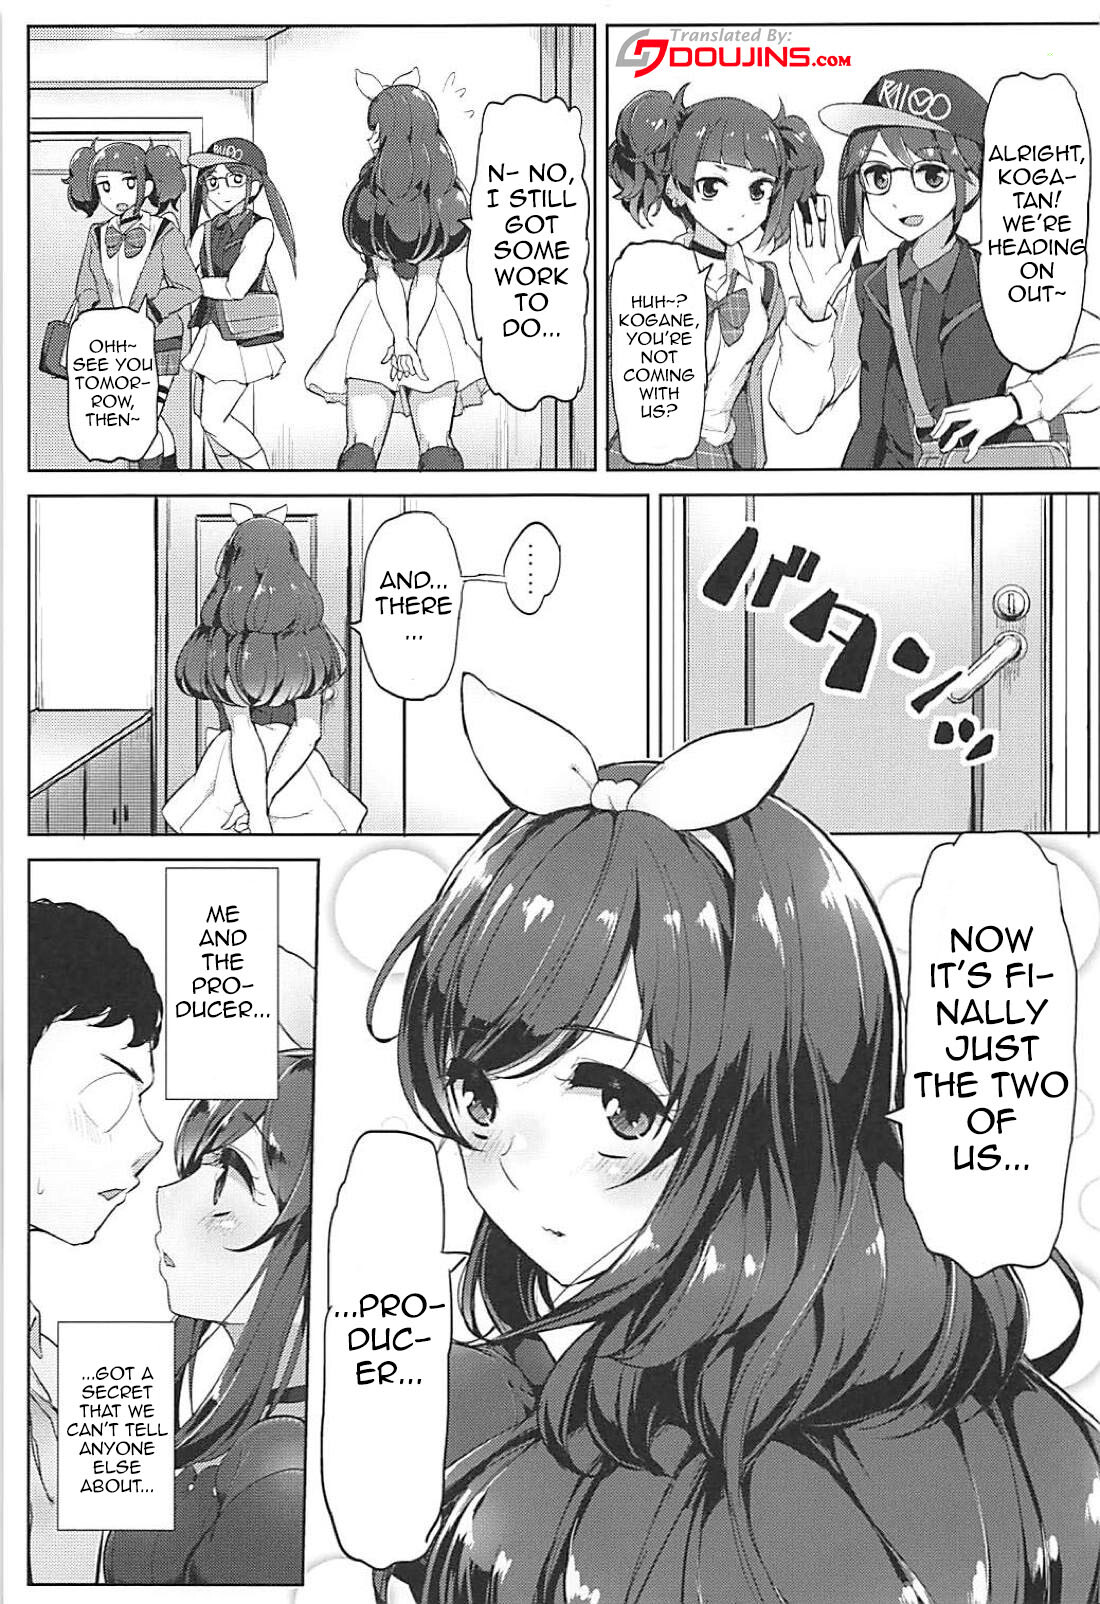 Translated By:
DOUJINS.COM
ALRIGHT,
KOGA-
TAN!
WE'RE
HEADING
ON
OUT~
HUH~?
KOGANE,
YOU'RE
NOT
COMING
WITH
US?
N- NO,
I STILL
GOT
SOME
WORK
TO
DO...
OHH~
SEE YOU
TOMOR-
ROW,
THEN~
バタンッ
......
AND...
THERE
...
NOW
IT'S FI-
NALLY
JUST
THE TWO
OF
US...
...PRO-
DUC-
ER...
ME
AND
THE
PRO-
DUCER...
...GOT A
SECRET
THAT WE
CAN'T TELL
ANYONE
ELSE
ABOUT...